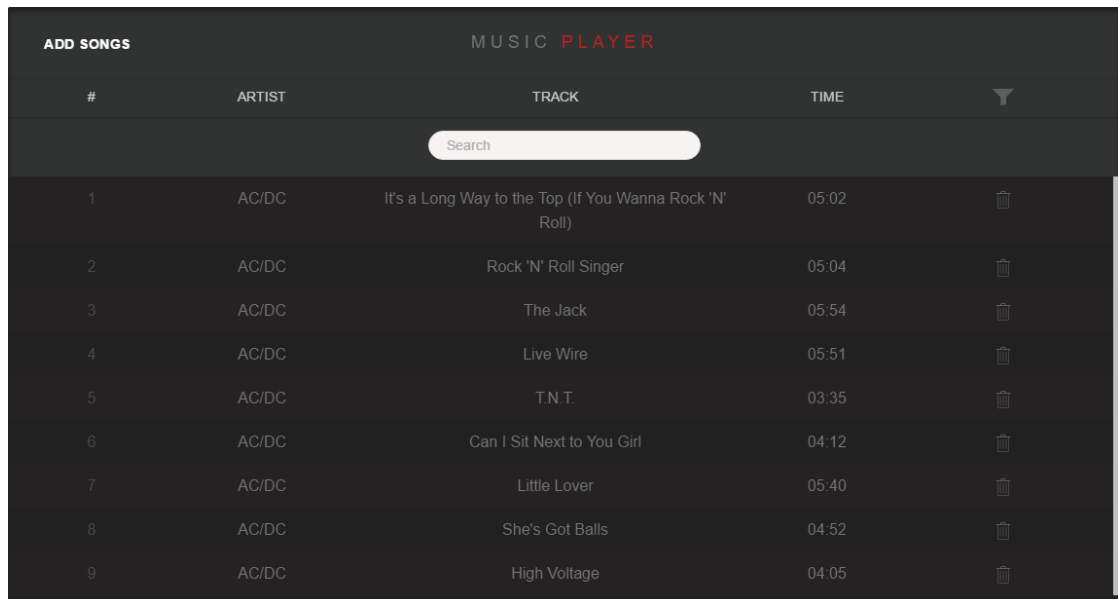 ADD SONGS
MUSIC PLAYER
# ARTIST TRACK TIME
Search
1 AC/DC It's a Long Way to the Top (If You Wanna Rock 'N' 05:02
Roll)
2 AC/DC Rock 'N' Roll Singer 05:04
3 AC/DC The Jack 05:54
4 AC/DC Live Wire 05:51
5 AC/DC T.N.T. 03:35
6 AC/DC Can I Sit Next to You Girl 04:12
7 AC/DC Little Lover 05:40
8 AC/DC She's Got Balls 04:52
9 AC/DC High Voltage 04:05